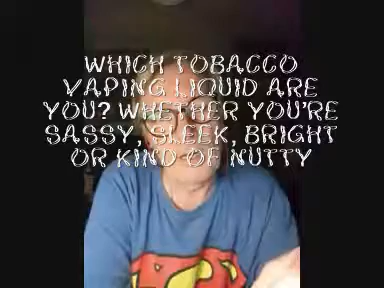 WHICH TOBACCO
VAPING LIQUID ARE
YOU? WHETHER YOU'RE
SASSY, SLEEK, BRIGHT
OR KIND OF NUTTY